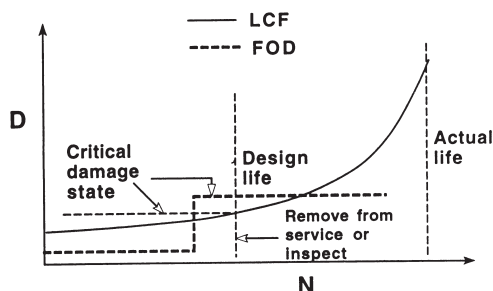 LCF
FOD
D
Critical
damage
state
Design
life
Actual
life
Remove from
service or
inspect
N